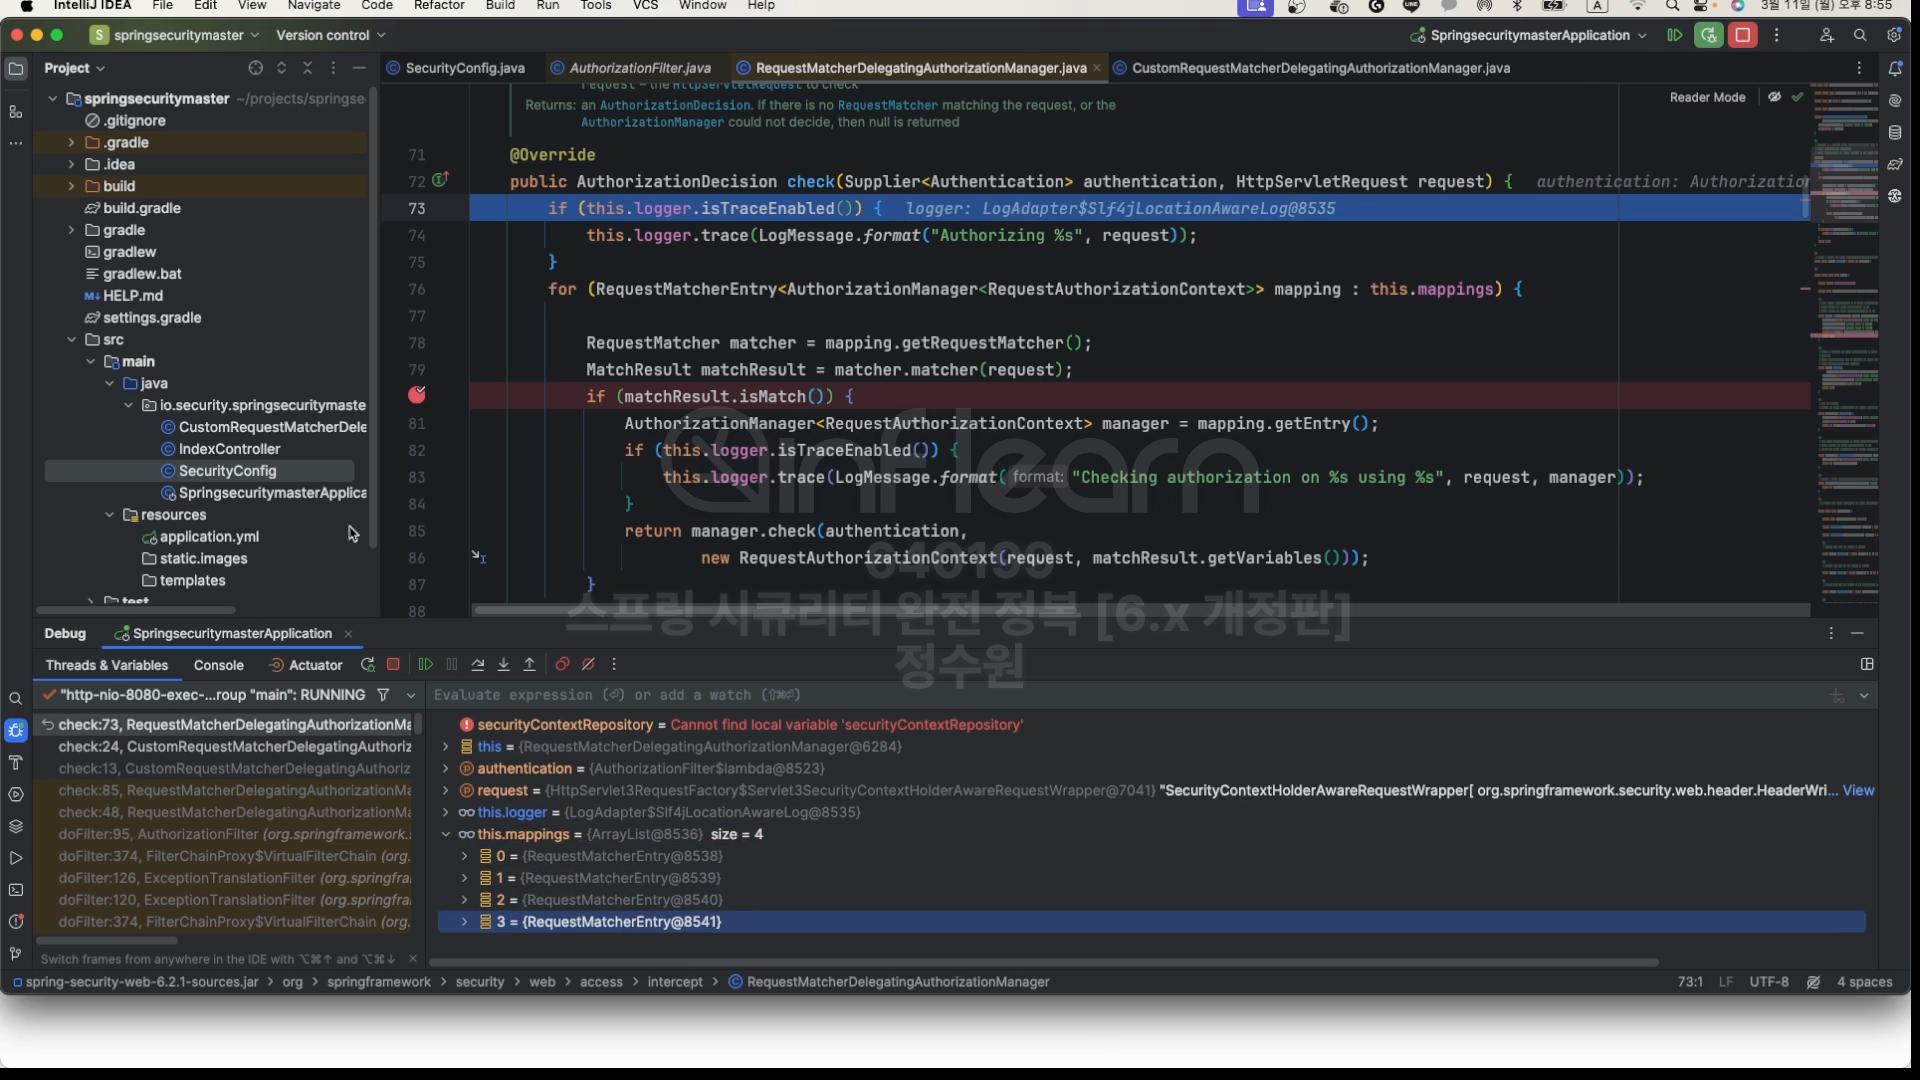 IntelliJ IDEA File Edit View Navigate Code Refactor Build Run Tools VCS Window Help A 3월 11일 (월) 오후 8:55
S springsecuritymaster Version control SpringsecuritymasterApplication
Project SecurityConfig.java AuthorizationFilter.java RequestMatcherDelegatingAuthorizationManager.java CustomRequestMatcherDelegatingAuthorizationManager.java
springsecuritymaster ~/projects/springse
.gitignore
.gradle
.idea
build
build.gradle
gradle
gradlew
gradlew.bat
M↓ HELP.md
settings.gradle
src
main
java
io.security.springsecuritymaste
CustomRequestMatcherDele
IndexController
SecurityConfig
SpringsecuritymasterApplica
resources
application.yml
static.images
templates
test
Reader Mode
request – the HttpServletRequest to check
Returns: an AuthorizationDecision. If there is no RequestMatcher matching the request, or the
AuthorizationManager could not decide, then null is returned
71 @Override
72 public AuthorizationDecision check(Supplier<Authentication> authentication, HttpServletRequest request) { authentication: Authorization
73 if (this.logger.isTraceEnabled()) { logger: LogAdapter$Slf4jLocationAwareLog@8535
74 this.logger.trace(LogMessage.format("Authorizing %s", request));
75 }
76 for (RequestMatcherEntry<AuthorizationManager<RequestAuthorizationContext>> mapping : this.mappings) {
77
78 RequestMatcher matcher = mapping.getRequestMatcher();
79 MatchResult matchResult = matcher.matcher(request);
if (matchResult.isMatch()) {
81 AuthorizationManager<RequestAuthorizationContext> manager = mapping.getEntry();
82 if (this.logger.isTraceEnabled()) {
83 this.logger.trace(LogMessage.format( format: "Checking authorization on %s using %s", request, manager));
84 }
85 return manager.check(authentication,
86 new RequestAuthorizationContext(request, matchResult.getVariables()));
87 }
88
inflearn
646199
스프링 시큐리티 완전 정복 [6.x 개정판]
정수원
Debug SpringsecuritymasterApplication
Threads & Variables Console Actuator
"http-nio-8080-exec-...roup "main": RUNNING
check:73, RequestMatcherDelegatingAuthorizationMa
check:24, CustomRequestMatcherDelegatingAuthoriz
check:13, CustomRequestMatcherDelegatingAuthoriz
check:85, RequestMatcherDelegatingAuthorizationMa
check:48, RequestMatcherDelegatingAuthorizationMa
doFilter:95, AuthorizationFilter (org.springframework.
doFilter:374, FilterChainProxy$VirtualFilterChain (org.
doFilter:126, ExceptionTranslationFilter (org.springfra
doFilter:120, ExceptionTranslationFilter (org.springfra
doFilter:374, FilterChainProxy$VirtualFilterChain (org.
Switch frames from anywhere in the IDE with ⌥⌘↑ and ⌥⌘↓
Evaluate expression (⏎) or add a watch (⇧⌘⏎)
securityContextRepository = Cannot find local variable 'securityContextRepository'
this = {RequestMatcherDelegatingAuthorizationManager@6284}
authentication = {AuthorizationFilter$lambda@8523}
request = {HttpServlet3RequestFactory$Servlet3SecurityContextHolderAwareRequestWrapper@7041} "SecurityContextHolderAwareRequestWrapper[ org.springframework.security.web.header.HeaderWri... View
this.logger = {LogAdapter$Slf4jLocationAwareLog@8535}
this.mappings = {ArrayList@8536} size = 4
0 = {RequestMatcherEntry@8538}
1 = {RequestMatcherEntry@8539}
2 = {RequestMatcherEntry@8540}
3 = {RequestMatcherEntry@8541}
spring-security-web-6.2.1-sources.jar > org > springframework > security > web > access > intercept > RequestMatcherDelegatingAuthorizationManager 73:1 LF UTF-8 4 spaces